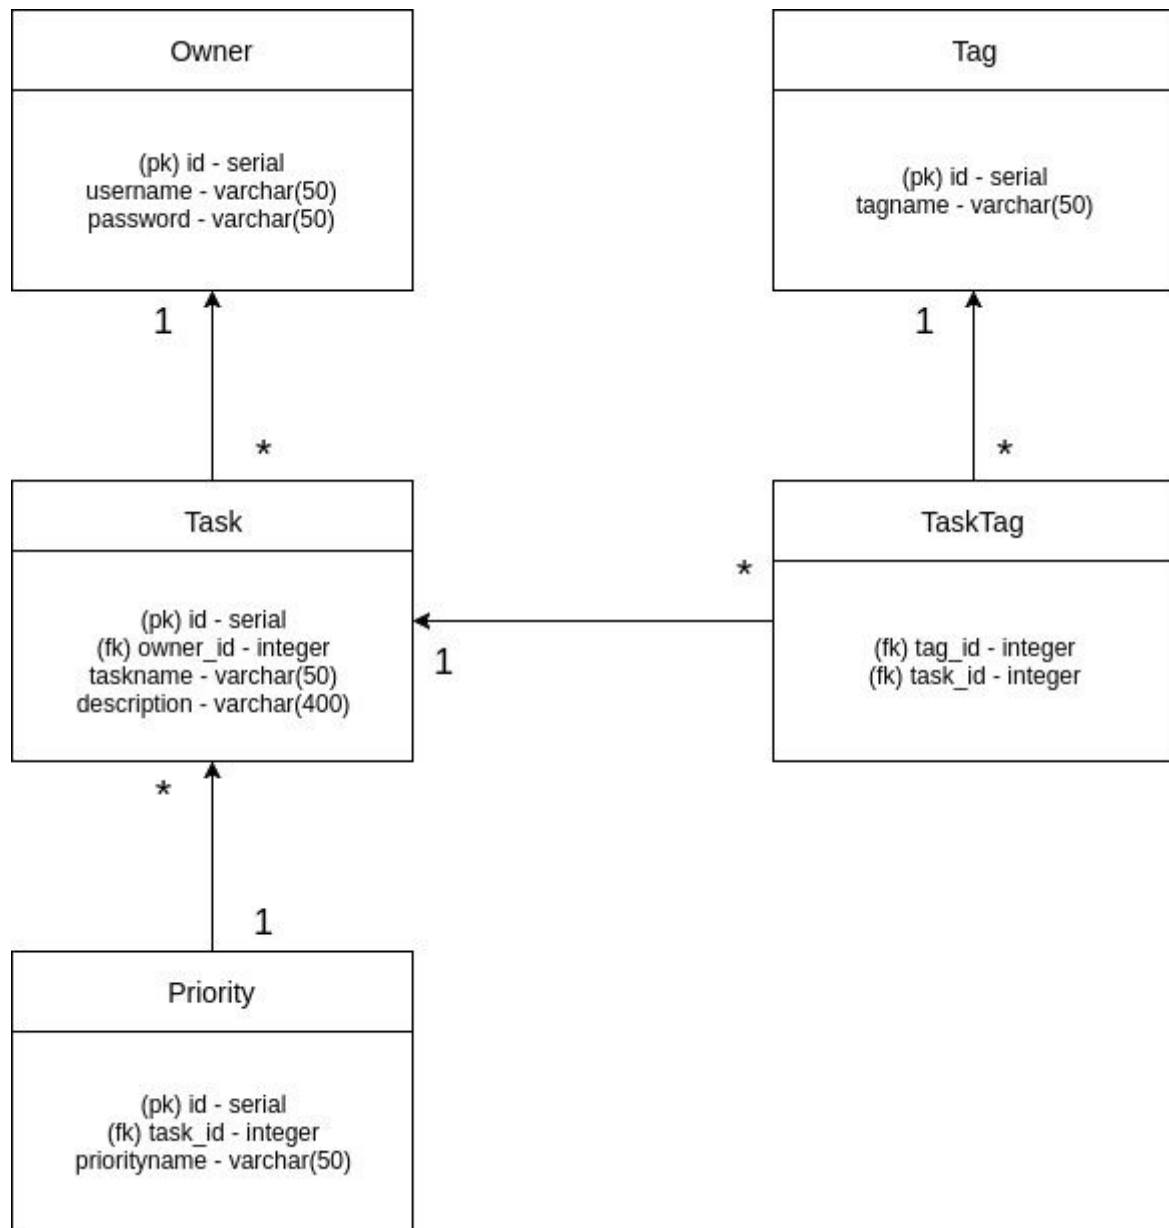 Owner
(pk) id - serial
username - varchar(50)
password - varchar(50)
Tag
(pk) id - serial
tagname - varchar(50)
1
1
*
*
Task
(pk) id - serial
(fk) owner_id - integer
taskname - varchar(50)
description - varchar(400)
*
1
TaskTag
(fk) tag_id - integer
(fk) task_id - integer
*
1
Priority
(pk) id - serial
(fk) task_id - integer
priorityname - varchar(50)